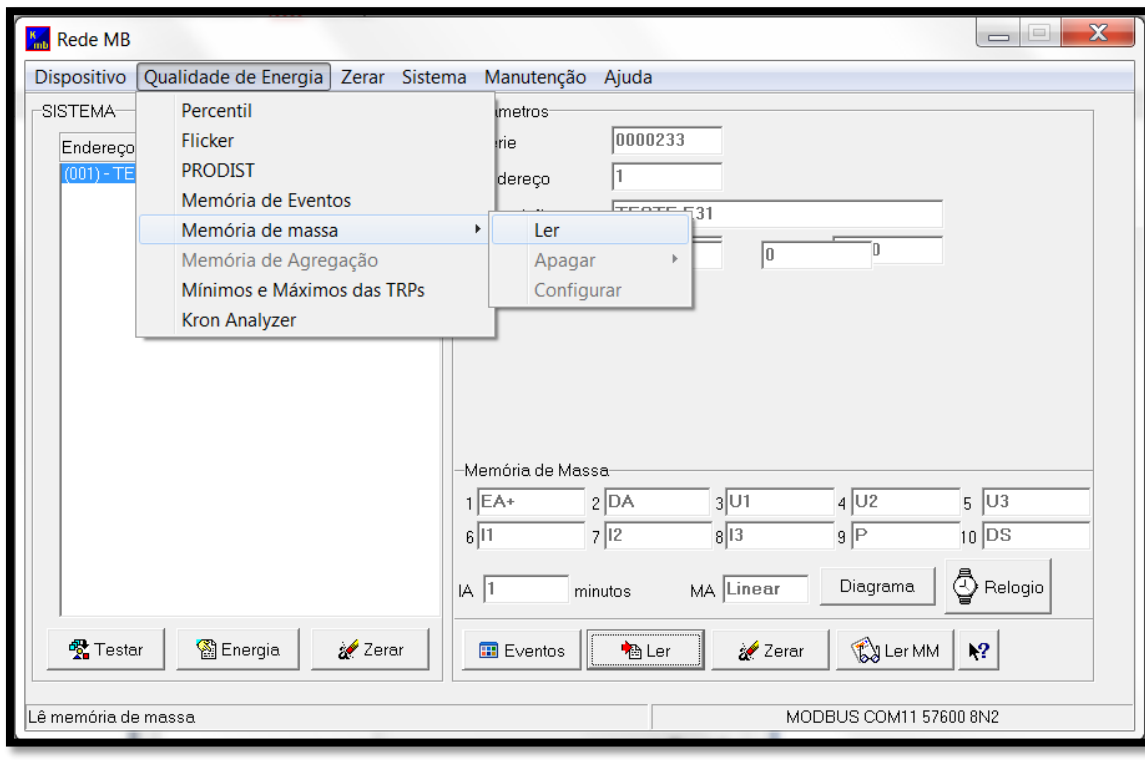 K mb Rede MB
Dispositivo Qualidade de Energia Zerar Sistema Manutenção Ajuda
SISTEMA
Endereço
(001) - TE
Percentil
Flicker
PRODIST
Memória de Eventos
Memória de massa
Memória de Agregação
Mínimos e Máximos das TRPs
Kron Analyzer
Ler
Apagar
Configurar
0000233
1
0
Memória de Massa
1 EA+ 2 DA 3 U1 4 U2 5 U3
6 I1 7 I2 8 I3 9 P 10 DS
IA 1 minutos MA Linear Diagrama Relogio
Testar Energia Zerar Eventos Ler Zerar Ler MM
Lê memória de massa MODBUS COM11 57600 8N2